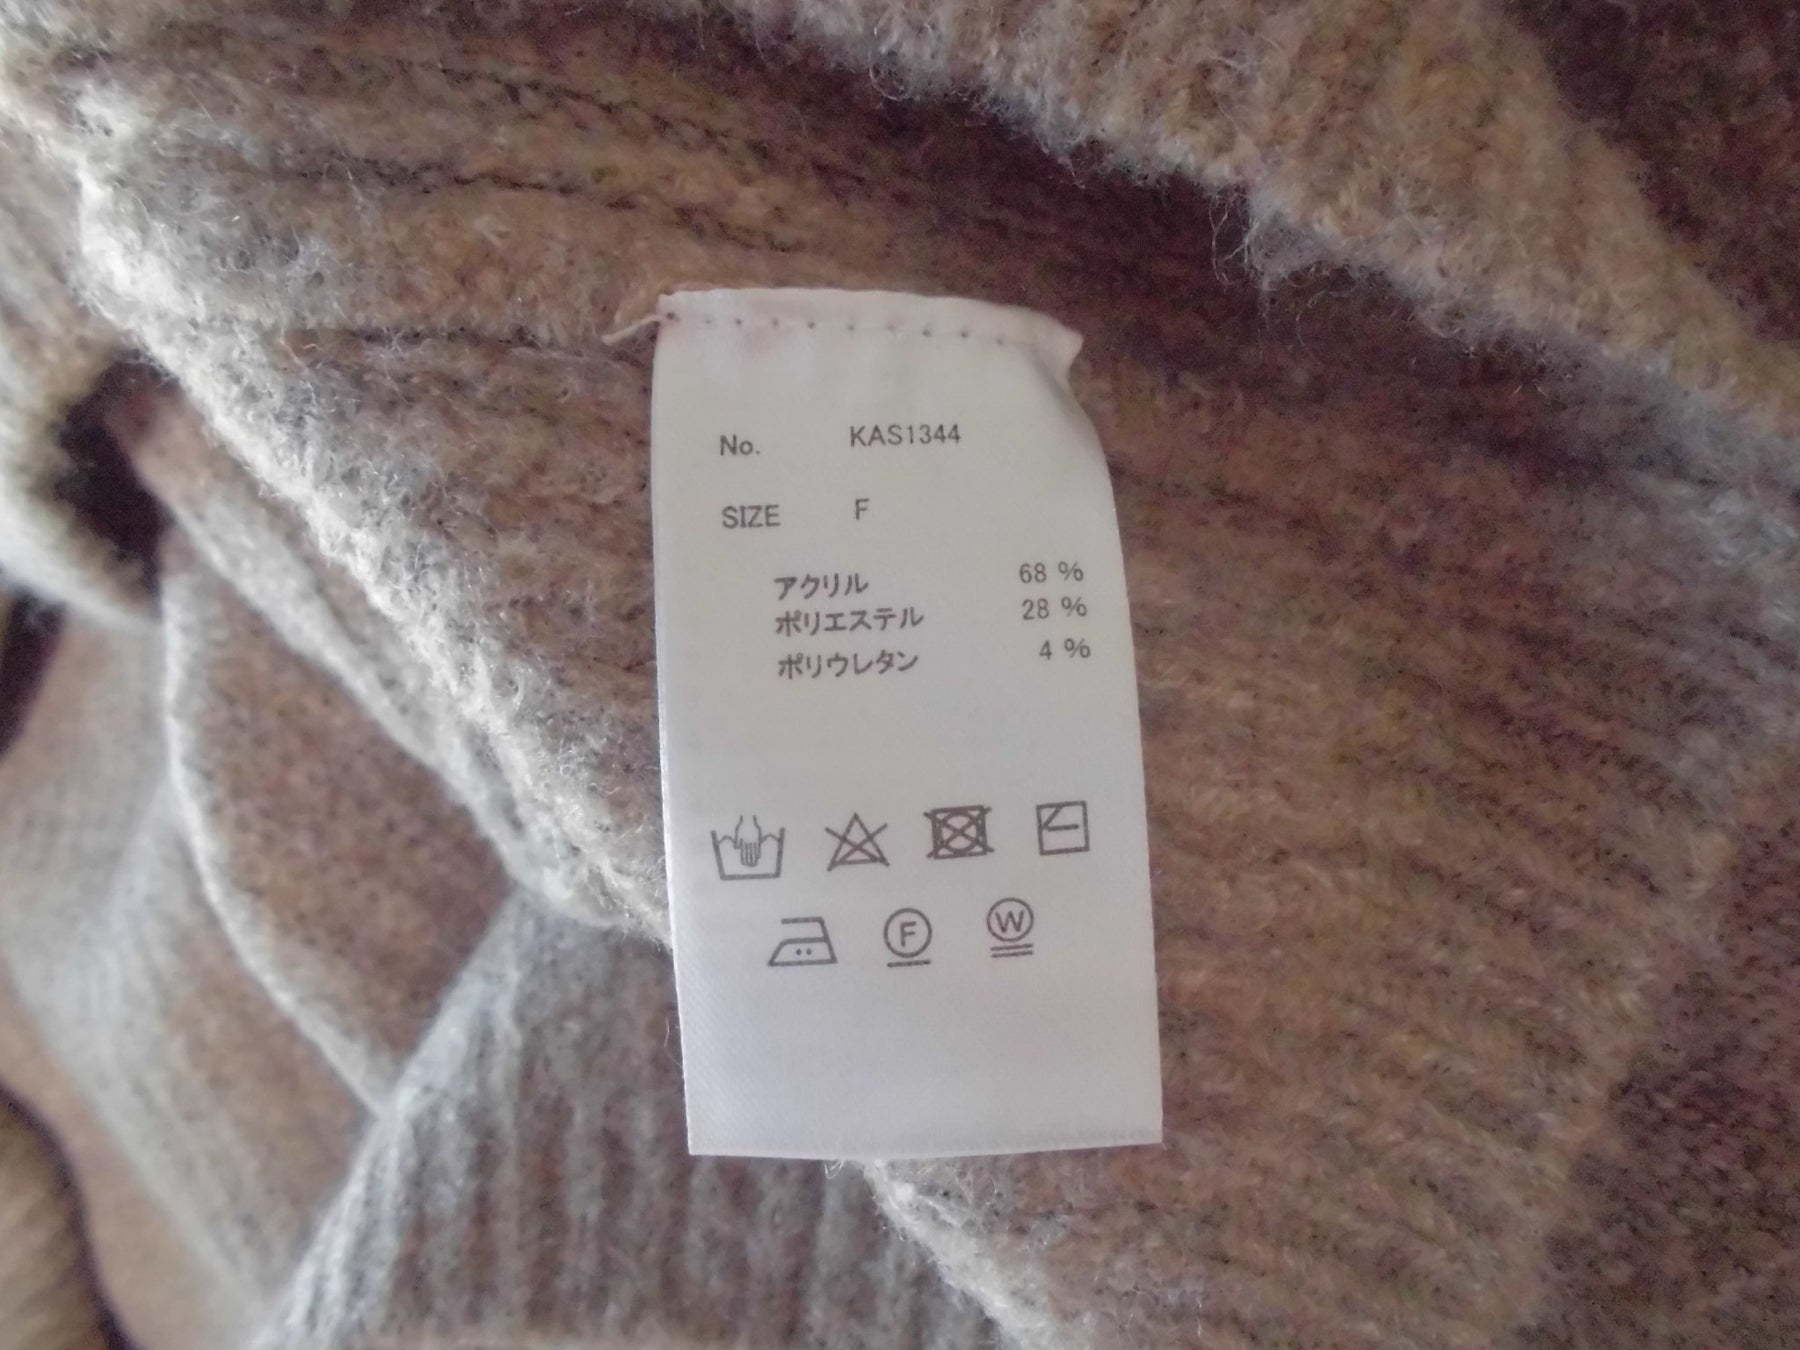 No. KAS1344
SIZE F
アクリル 68 %
ポリエステル 28 %
ポリウレタン 4 %
F W